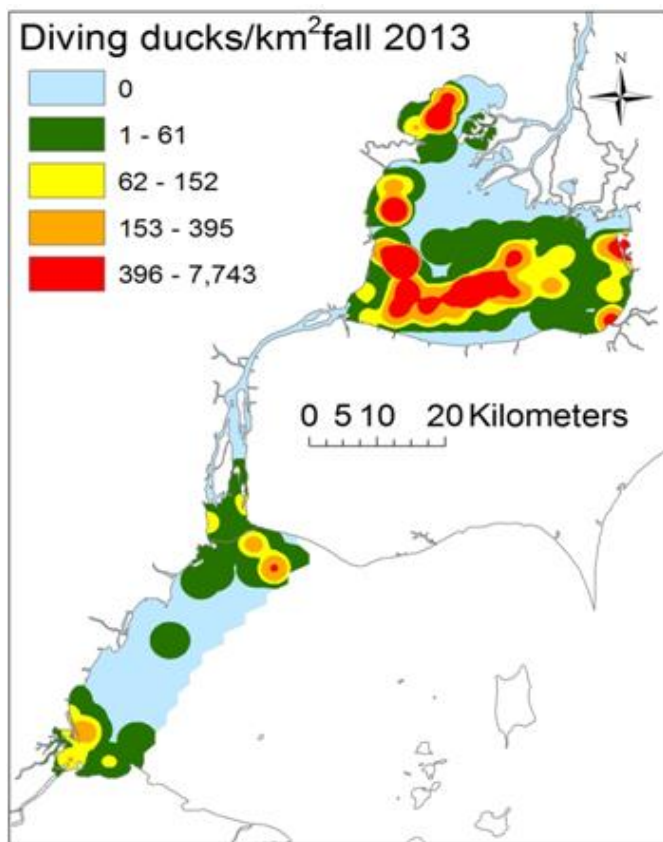 Diving ducks/km²fall 2013
0
1 - 61
62 - 152
153 - 395
396 - 7,743
N
0 5 10 20 Kilometers